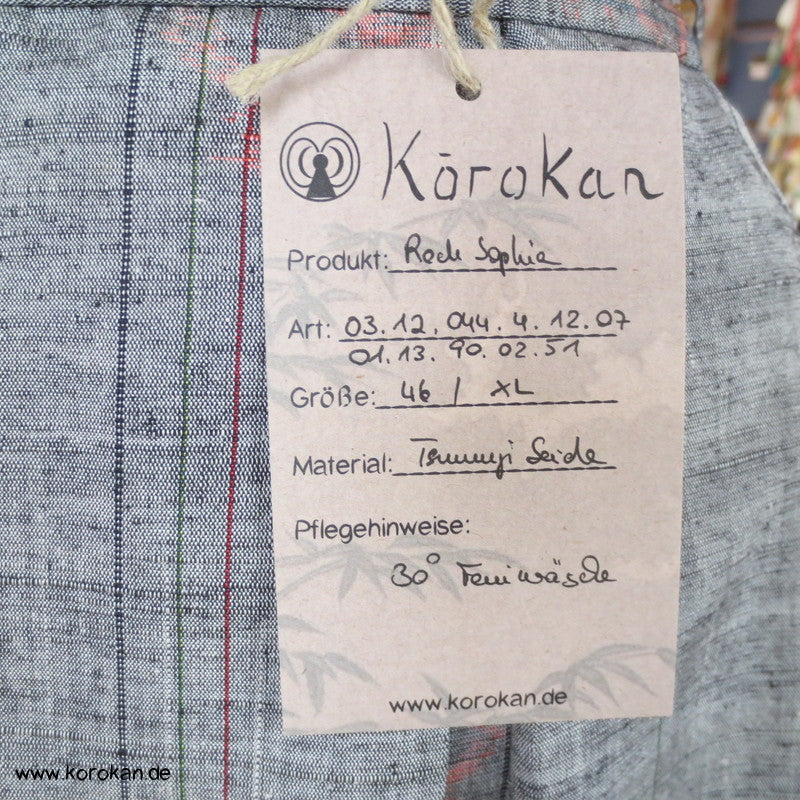 Kōrokan
Produkt: Rock Sophia
Art: 03.12.044.4.12.07
01.13.90.02.51
Größe: 46 / XL
Material: Tsumugi Seide
Pflegehinweise:
30° Feinwäsche
www.korokan.de
www.korokan.de